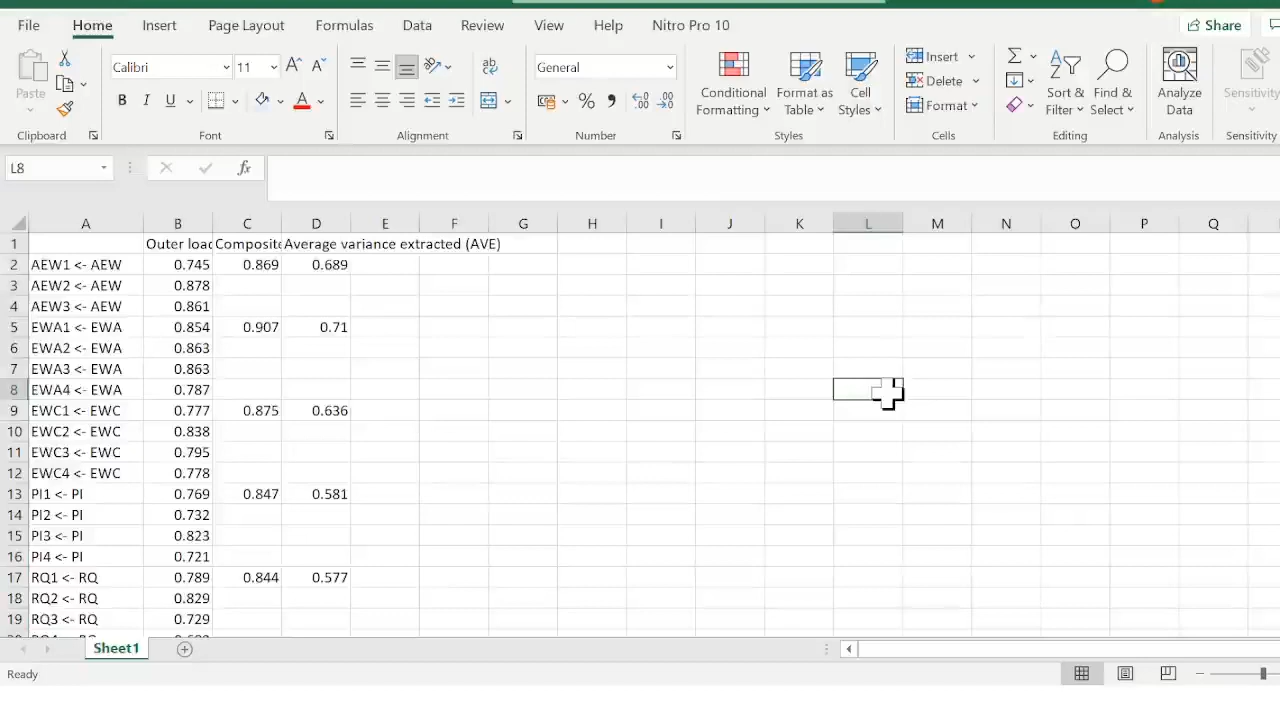 File Home Insert Page Layout Formulas Data Review View Help Nitro Pro 10 Share
Paste
Calibri 11 A A ab General
B I U A % 9 .00
Conditional Formatting
Format as Table
Cell Styles
Insert
Delete
Format
Sort & Filter
Find & Select
Analyze Data
Sensitivity
Clipboard Font Alignment Number Styles Cells Editing Analysis Sensitivity
L8 fx
A B C D E F G H I J K L M N O P Q
1 Outer load Composite Average variance extracted (AVE)
2 AEW1 <- AEW 0.745 0.869 0.689
3 AEW2 <- AEW 0.878
4 AEW3 <- AEW 0.861
5 EWA1 <- EWA 0.854 0.907 0.71
6 EWA2 <- EWA 0.863
7 EWA3 <- EWA 0.863
8 EWA4 <- EWA 0.787
9 EWC1 <- EWC 0.777 0.875 0.636
10 EWC2 <- EWC 0.838
11 EWC3 <- EWC 0.795
12 EWC4 <- EWC 0.778
13 PI1 <- PI 0.769 0.847 0.581
14 PI2 <- PI 0.732
15 PI3 <- PI 0.823
16 PI4 <- PI 0.721
17 RQ1 <- RQ 0.789 0.844 0.577
18 RQ2 <- RQ 0.829
19 RQ3 <- RQ 0.729
Sheet1
Ready